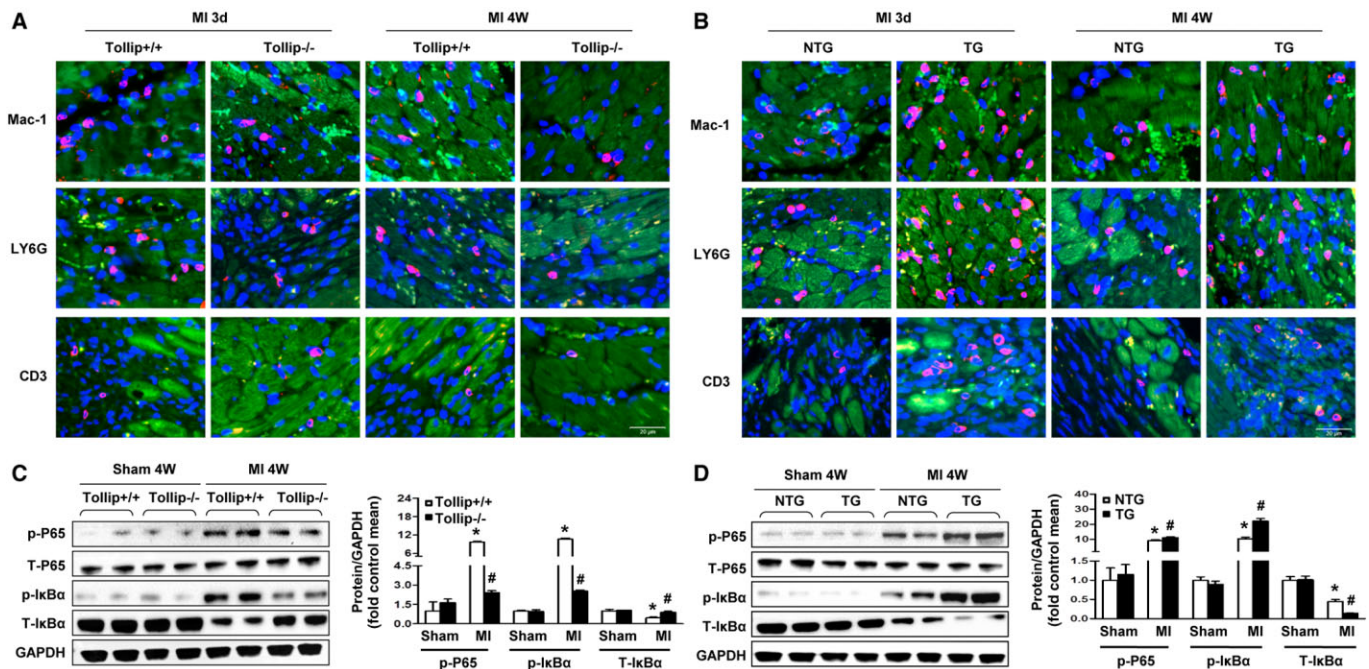 A
MI 3d MI 4W
Tollip+/+ Tollip-/- Tollip+/+ Tollip-/-
Mac-1
LY6G
CD3
20 μm
B
MI 3d MI 4W
NTG TG NTG TG
Mac-1
LY6G
CD3
20 μm
C
Sham 4W MI 4W
Tollip+/+ Tollip-/- Tollip+/+ Tollip-/-
p-P65
T-P65
p-IκBα
T-IκBα
GAPDH
Protein/GAPDH
(fold control mean)
24
18
12
6
4.5
3.0
1.5
0.0
Tollip+/+
Tollip-/-
* # * # * #
Sham MI Sham MI Sham MI
p-P65 p-IκBα T-IκBα
D
Sham 4W MI 4W
NTG TG NTG TG
p-P65
T-P65
p-IκBα
T-IκBα
GAPDH
Protein/GAPDH
(fold control mean)
40
30
20
10
1.5
1.0
0.5
0.0
NTG
TG
* # * # * #
Sham MI Sham MI Sham MI
p-P65 p-IκBα T-IκBα